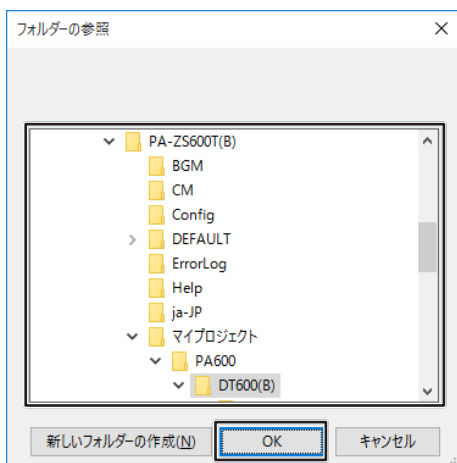 フォルダーの参照
PA-ZS600T(B)
BGM
CM
Config
DEFAULT
ErrorLog
Help
ja-JP
マイプロジェクト
PA600
DT600(B)
新しいフォルダーの作成(N) OK キャンセル